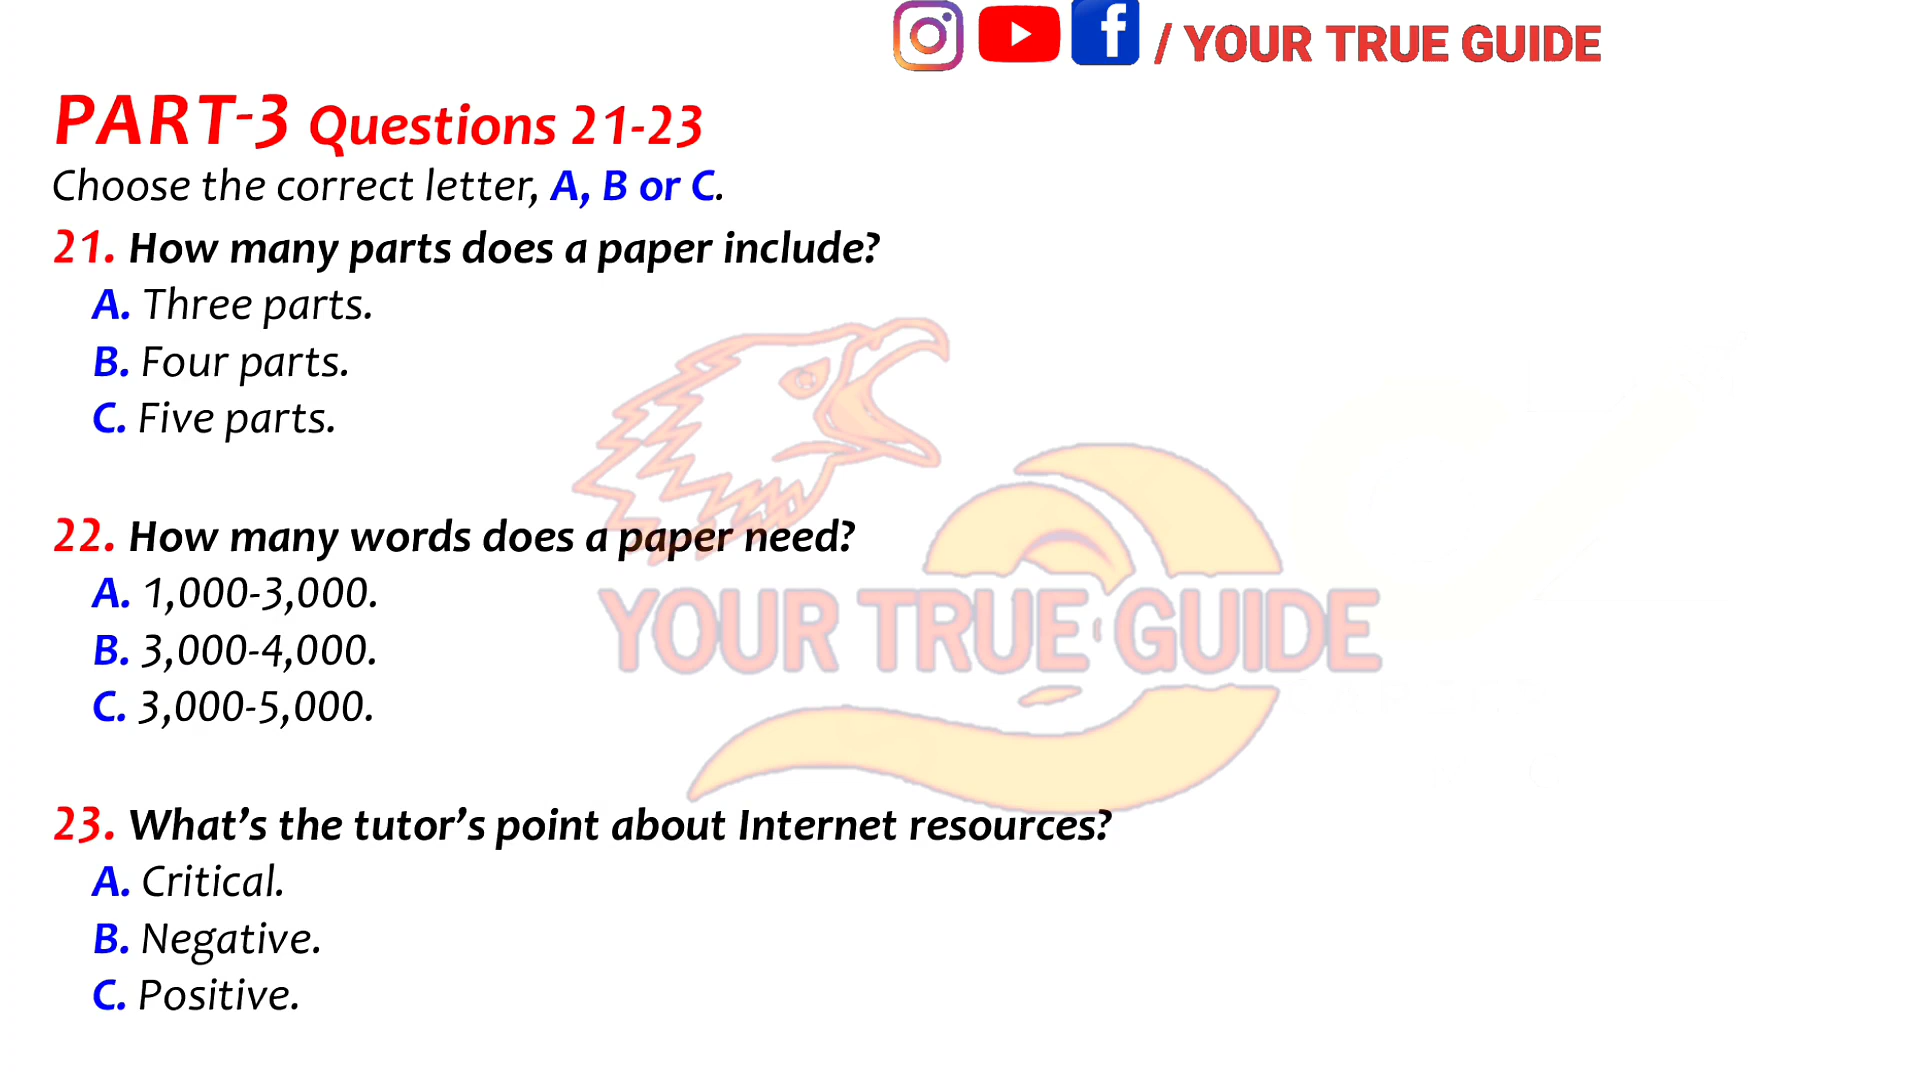 / YOUR TRUE GUIDE
PART-3 Questions 21-23
Choose the correct letter, A, B or C.
21. How many parts does a paper include?
A. Three parts.
B. Four parts.
C. Five parts.
22. How many words does a paper need?
A. 1,000-3,000.
B. 3,000-4,000.
C. 3,000-5,000.
YOUR TRUE GUIDE
23. What's the tutor's point about Internet resources?
A. Critical.
B. Negative.
C. Positive.